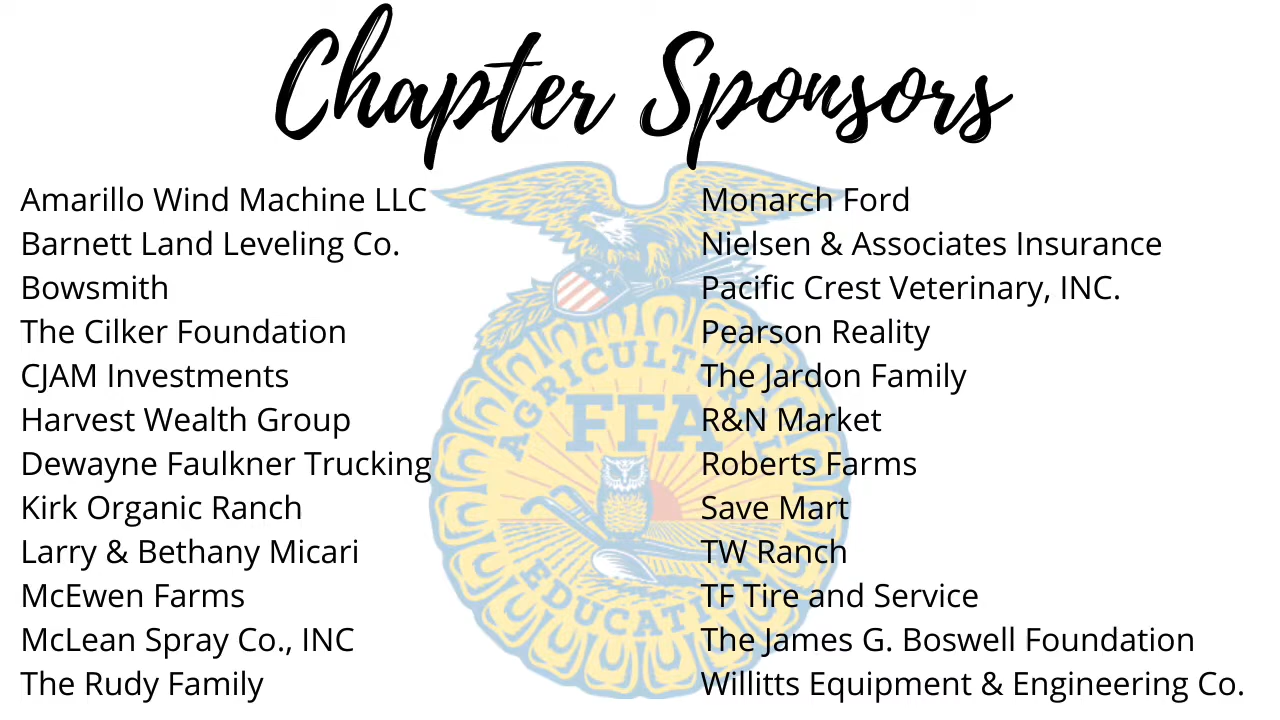 Chapter Sponsors
Amarillo Wind Machine LLC
Barnett Land Leveling Co.
Bowsmith
The Cilker Foundation
CJAM Investments
Harvest Wealth Group
Dewayne Faulkner Trucking
Kirk Organic Ranch
Larry & Bethany Micari
McEwen Farms
McLean Spray Co., INC
The Rudy Family
Monarch Ford
Nielsen & Associates Insurance
Pacific Crest Veterinary, INC.
Pearson Reality
The Jardon Family
R&N Market
Roberts Farms
Save Mart
TW Ranch
TF Tire and Service
The James G. Boswell Foundation
Willitts Equipment & Engineering Co.
AGRICULTURAL
FFA
EDUCATION